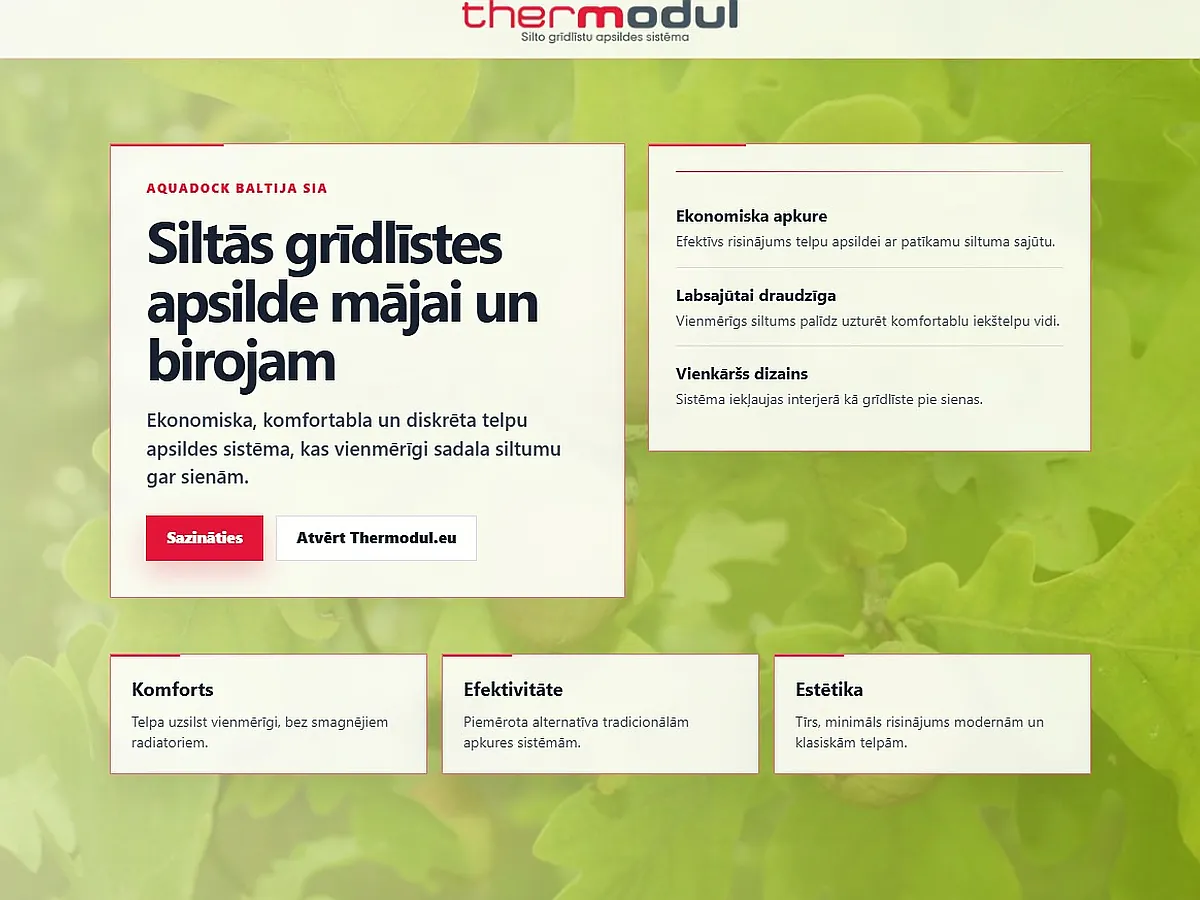 thermodul
Silto grīdlīstu apsildes sistēma
AQUADOCK BALTIJA SIA
Siltās grīdlīstes
apsilde mājai un
birojam
Ekonomiska, komfortabla un diskrēta telpu
apsildes sistēma, kas vienmērīgi sadala siltumu
gar sienām.
Sazināties
Atvērt Thermodul.eu
Ekonomiska apkure
Efektīvs risinājums telpu apsildei ar patīkamu siltuma sajūtu.
Labsajūtai draudzīga
Vienmērīgs siltums palīdz uzturēt komfortablu iekštelpu vidi.
Vienkāršs dizains
Sistēma iekļaujas interjerā kā grīdlīste pie sienas.
Komforts
Telpa uzsilst vienmērīgi, bez smagnējiem
radiatoriem.
Efektivitāte
Piemērota alternatīva tradicionālām
apkures sistēmām.
Estētika
Tīrs, minimāls risinājums modernām un
klasiskām telpām.